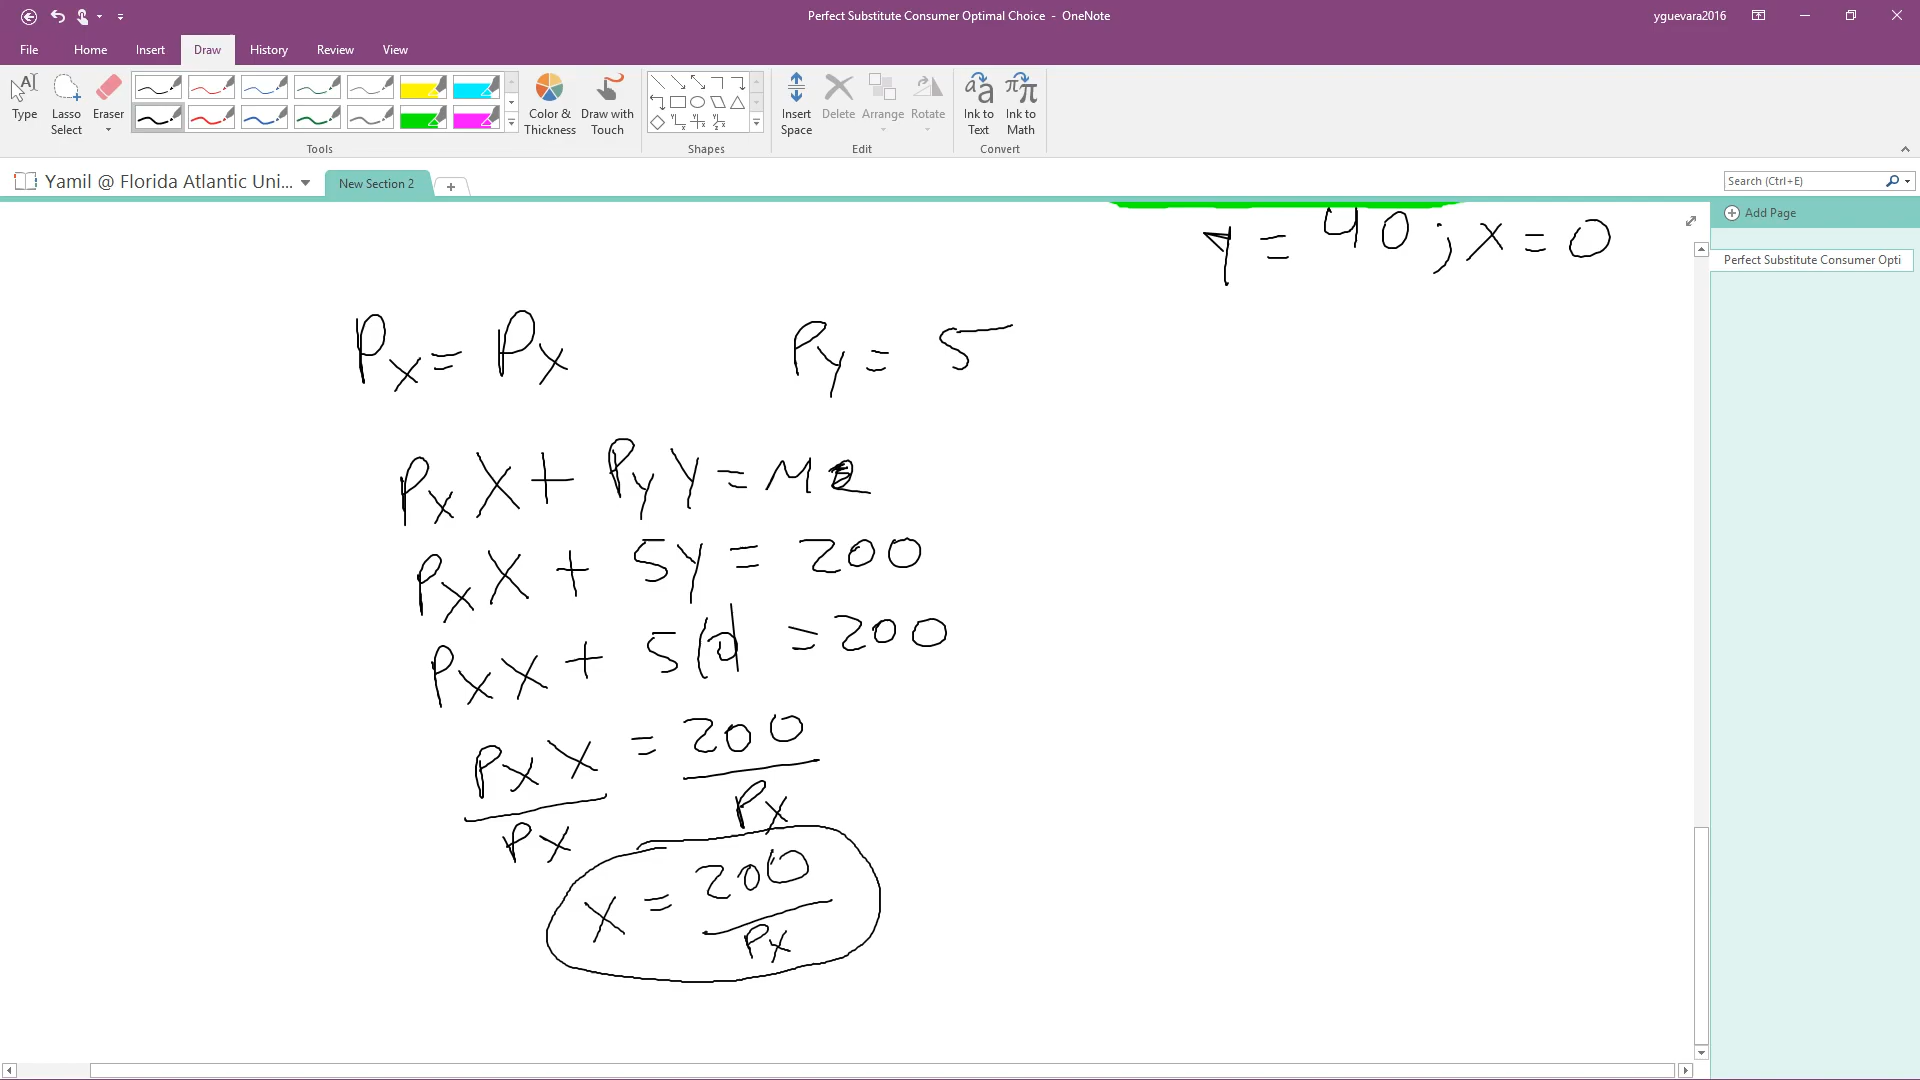 Perfect Substitute Consumer Optimal Choice - OneNote
yguevara2016
File Home Insert Draw History Review View
Type
Lasso Select
Eraser
Color & Thickness
Draw with Touch
Insert Space
Delete
Arrange
Rotate
Ink to Text
Ink to Math
Tools
Shapes
Edit
Convert
Yamil @ Florida Atlantic Uni...
New Section 2
Search (Ctrl+E)
Add Page
Perfect Substitute Consumer Opti
Y = 40 ; X = 0
Px = Px
Py = 5
PxX + PyY = M
PxX + 5Y = 200
PxX + 5(0) = 200
PxX/Px = 200/Px
X = 200/Px